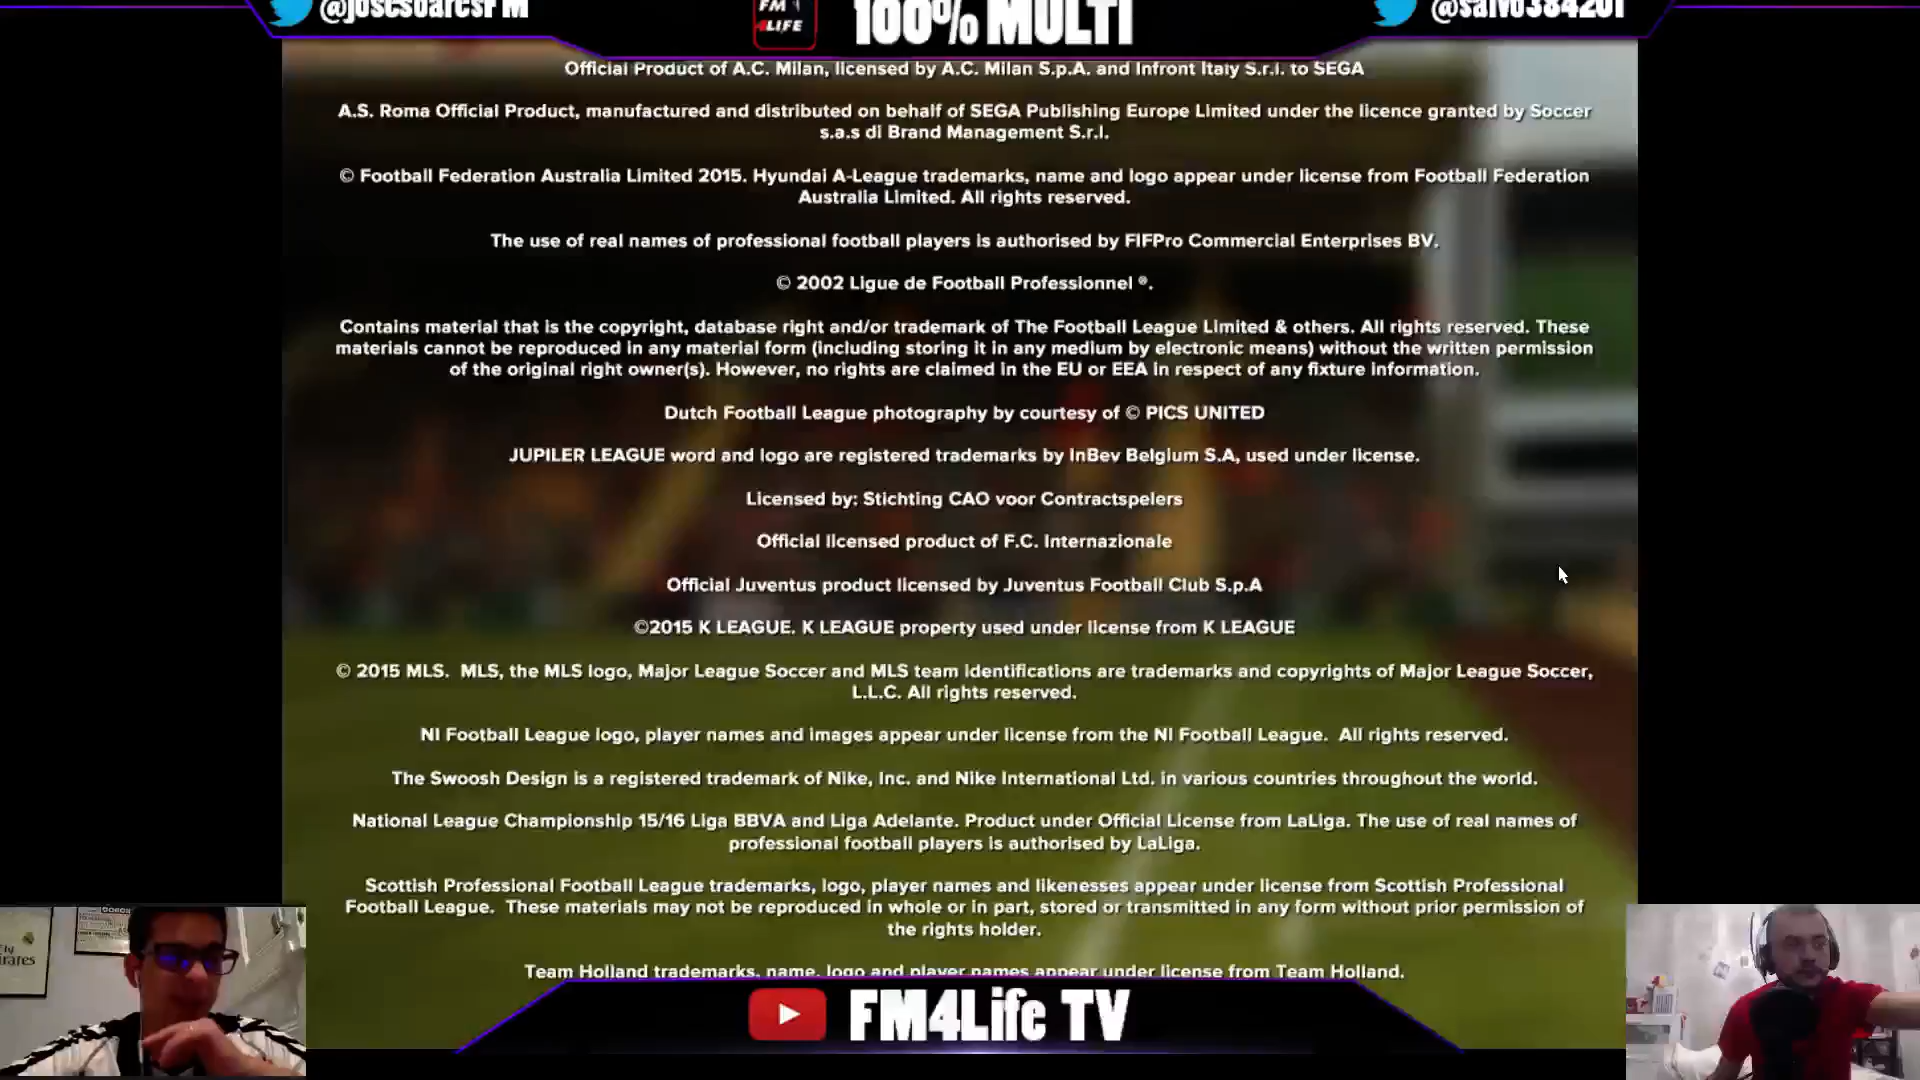 @josesoaresFM
FM
4LIFE
100% MULTI
@salvo384201
Official Product of A.C. Milan, licensed by A.C. Milan S.p.A. and Infront Italy S.r.l. to SEGA
A.S. Roma Official Product, manufactured and distributed on behalf of SEGA Publishing Europe Limited under the licence granted by Soccer
s.a.s di Brand Management S.r.l.
© Football Federation Australia Limited 2015. Hyundai A-League trademarks, name and logo appear under license from Football Federation
Australia Limited. All rights reserved.
The use of real names of professional football players is authorised by FIFPro Commercial Enterprises BV.
© 2002 Ligue de Football Professionnel ®.
Contains material that is the copyright, database right and/or trademark of The Football League Limited & others. All rights reserved. These
materials cannot be reproduced in any material form (including storing it in any medium by electronic means) without the written permission
of the original right owner(s). However, no rights are claimed in the EU or EEA in respect of any fixture information.
Dutch Football League photography by courtesy of © PICS UNITED
JUPILER LEAGUE word and logo are registered trademarks by InBev Belgium S.A, used under license.
Licensed by: Stichting CAO voor Contractspelers
Official licensed product of F.C. Internazionale
Official Juventus product licensed by Juventus Football Club S.p.A
©2015 K LEAGUE. K LEAGUE property used under license from K LEAGUE
© 2015 MLS.  MLS, the MLS logo, Major League Soccer and MLS team identifications are trademarks and copyrights of Major League Soccer,
L.L.C. All rights reserved.
NI Football League logo, player names and images appear under license from the NI Football League.  All rights reserved.
The Swoosh Design is a registered trademark of Nike, Inc. and Nike International Ltd. in various countries throughout the world.
National League Championship 15/16 Liga BBVA and Liga Adelante. Product under Official License from LaLiga. The use of real names of
professional football players is authorised by LaLiga.
Scottish Professional Football League trademarks, logo, player names and likenesses appear under license from Scottish Professional
Football League.  These materials may not be reproduced in whole or in part, stored or transmitted in any form without prior permission of
the rights holder.
Team Holland trademarks, name, logo and player names appear under license from Team Holland.
FM4Life TV